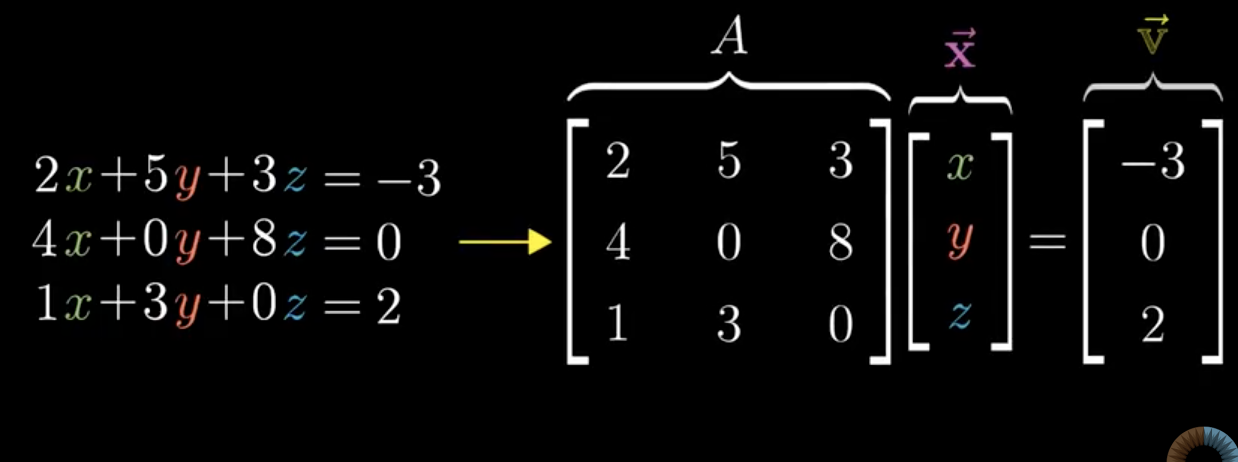 2x+5y+3z = −3
4x+0y+8z = 0
1x+3y+0z = 2
A
x⃗
v⃗
2 5 3
4 0 8
1 3 0
x
y
z
=
−3
0
2